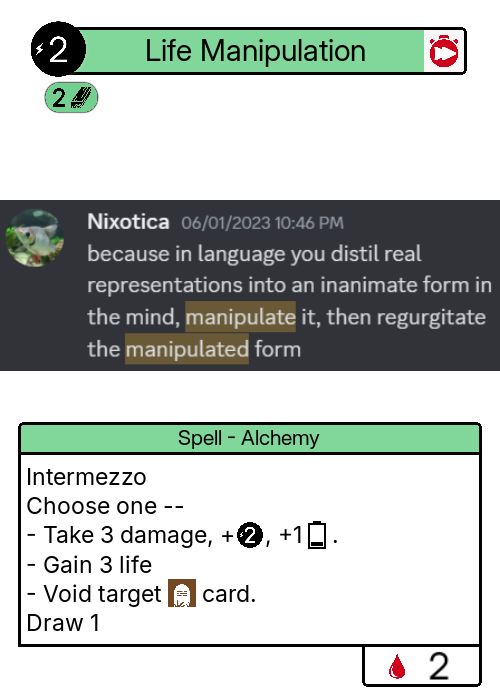 2 Life Manipulation
2
Nixotica 06/01/2023 10:46 PM
because in language you distil real
representations into an inanimate form in
the mind, manipulate it, then regurgitate
the manipulated form
Spell - Alchemy
Intermezzo
Choose one --
- Take 3 damage, +2, +1 .
- Gain 3 life
- Void target card.
Draw 1
2